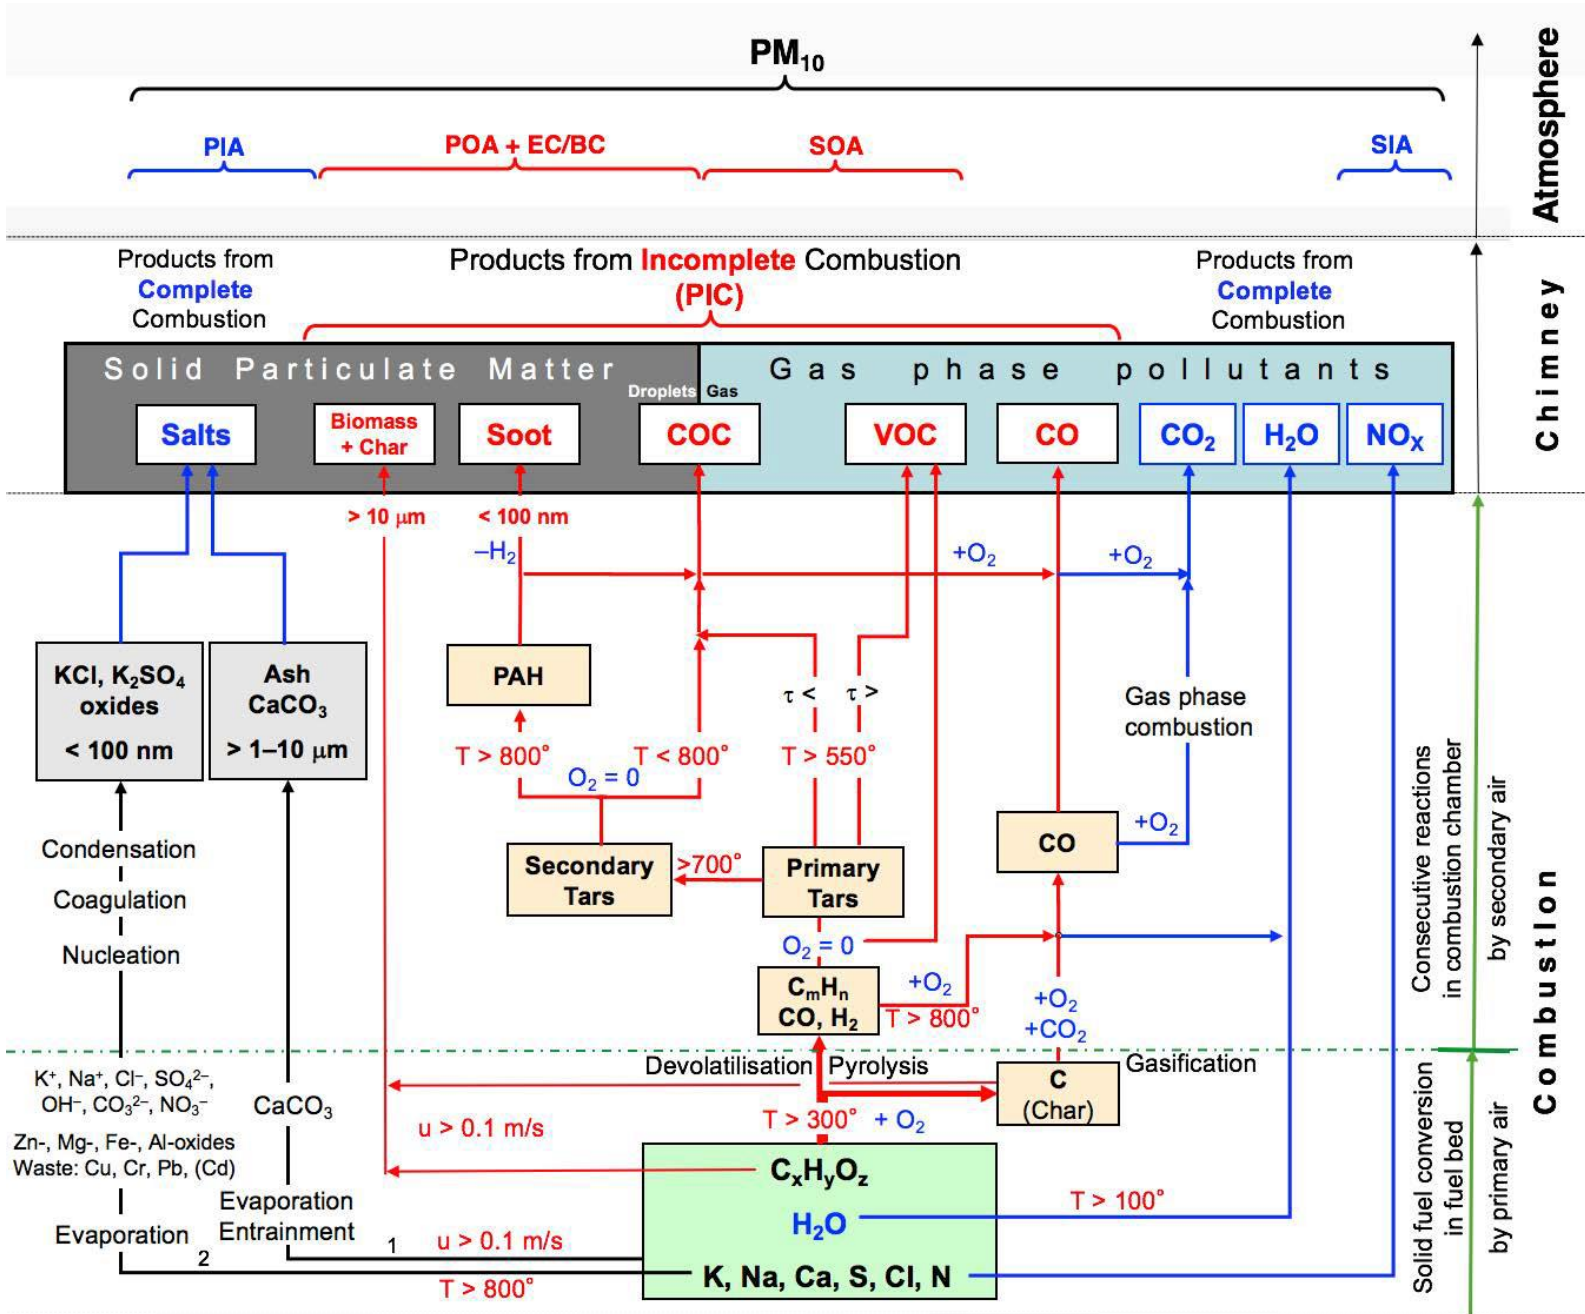 PM10
PIA
POA + EC/BC
SOA
SIA
Atmosphere
Products from
Complete
Combustion
Products from Incomplete Combustion
(PIC)
Products from
Complete
Combustion
Chimney
Solid Particulate Matter
Gas phase pollutants
Droplets Gas
Salts
Biomass
+ Char
Soot
COC
VOC
CO
CO2
H2O
NOX
> 10 µm
< 100 nm
–H2
+O2
+O2
KCl, K2SO4
oxides
< 100 nm
Ash
CaCO3
> 1–10 µm
PAH
τ <
τ >
Gas phase
combustion
T > 800°
T < 800°
T > 550°
O2 = 0
+O2
CO
Condensation
Coagulation
Nucleation
Secondary
Tars
>700°
Primary
Tars
O2 = 0
CmHn
CO, H2
+O2
T > 800°
+O2
+CO2
Consecutive reactions
in combustion chamber
by secondary air
CombustIon
Devolatilisation
Pyrolysis
Gasification
C
(Char)
K+, Na+, Cl–, SO42–,
OH–, CO32–, NO3–
Zn-, Mg-, Fe-, Al-oxides
Waste: Cu, Cr, Pb, (Cd)
CaCO3
u > 0.1 m/s
T > 300° + O2
CxHyOz
H2O
K, Na, Ca, S, Cl, N
T > 100°
Evaporation
Entrainment
Evaporation
1
2
u > 0.1 m/s
T > 800°
Solid fuel conversion
in fuel bed
by primary air